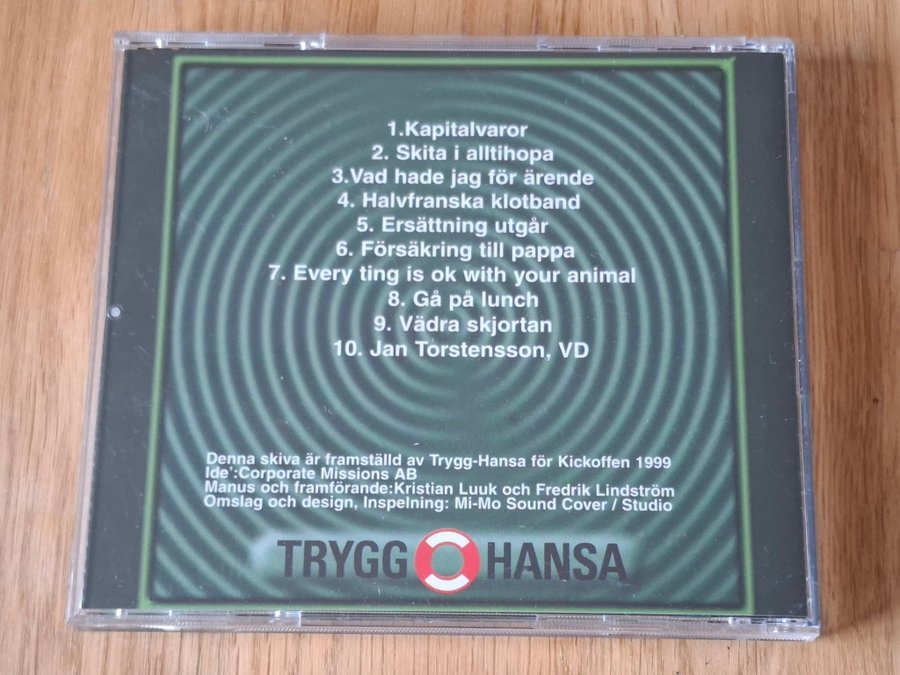 1.Kapitalvaror
2. Skita i alltihopa
3.Vad hade jag för ärende
4. Halvfranska klotband
5. Ersättning utgår
6. Försäkring till pappa
7. Every ting is ok with your animal
8. Gå på lunch
9. Vädra skjortan
10. Jan Torstensson, VD
Denna skiva är framställd av Trygg-Hansa för Kickoffen 1999
Ide':Corporate Missions AB
Manus och framförande:Kristian Luuk och Fredrik Lindström
Omslag och design, Inspelning: Mi-Mo Sound Cover / Studio
TRYGG HANSA